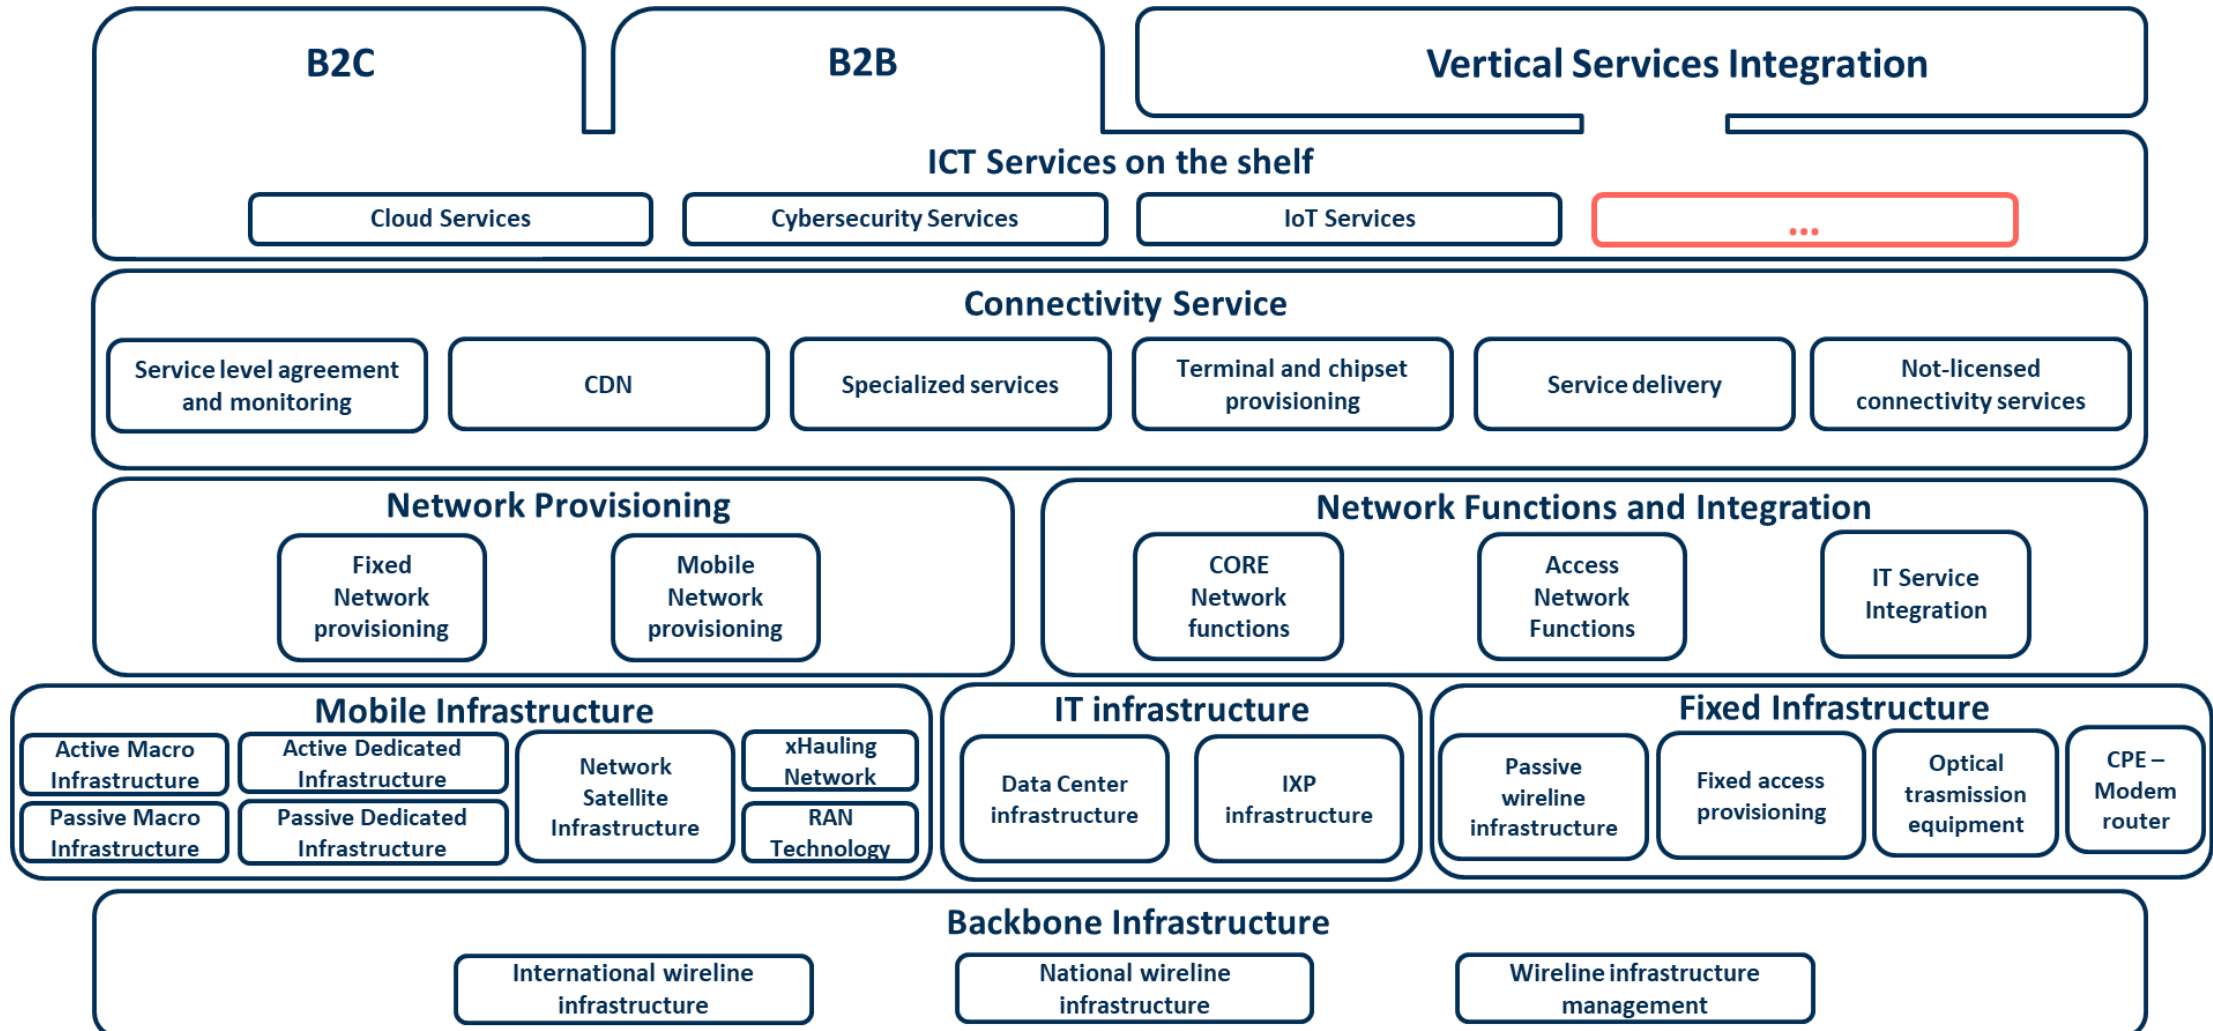 B2C
B2B
Vertical Services Integration
ICT Services on the shelf
Cloud Services
Cybersecurity Services
IoT Services
...
Connectivity Service
Service level agreement
and monitoring
CDN
Specialized services
Terminal and chipset
provisioning
Service delivery
Not-licensed
connectivity services
Network Provisioning
Fixed
Network
provisioning
Mobile
Network
provisioning
Network Functions and Integration
CORE
Network
functions
Access
Network
Functions
IT Service
Integration
Mobile Infrastructure
Active Macro
Infrastructure
Active Dedicated
Infrastructure
Passive Macro
Infrastructure
Passive Dedicated
Infrastructure
Network
Satellite
Infrastructure
xHauling
Network
RAN
Technology
IT infrastructure
Data Center
infrastructure
IXP
infrastructure
Fixed Infrastructure
Passive
wireline
infrastructure
Fixed access
provisioning
Optical
trasmission
equipment
CPE –
Modem
router
Backbone Infrastructure
International wireline
infrastructure
National wireline
infrastructure
Wireline infrastructure
management